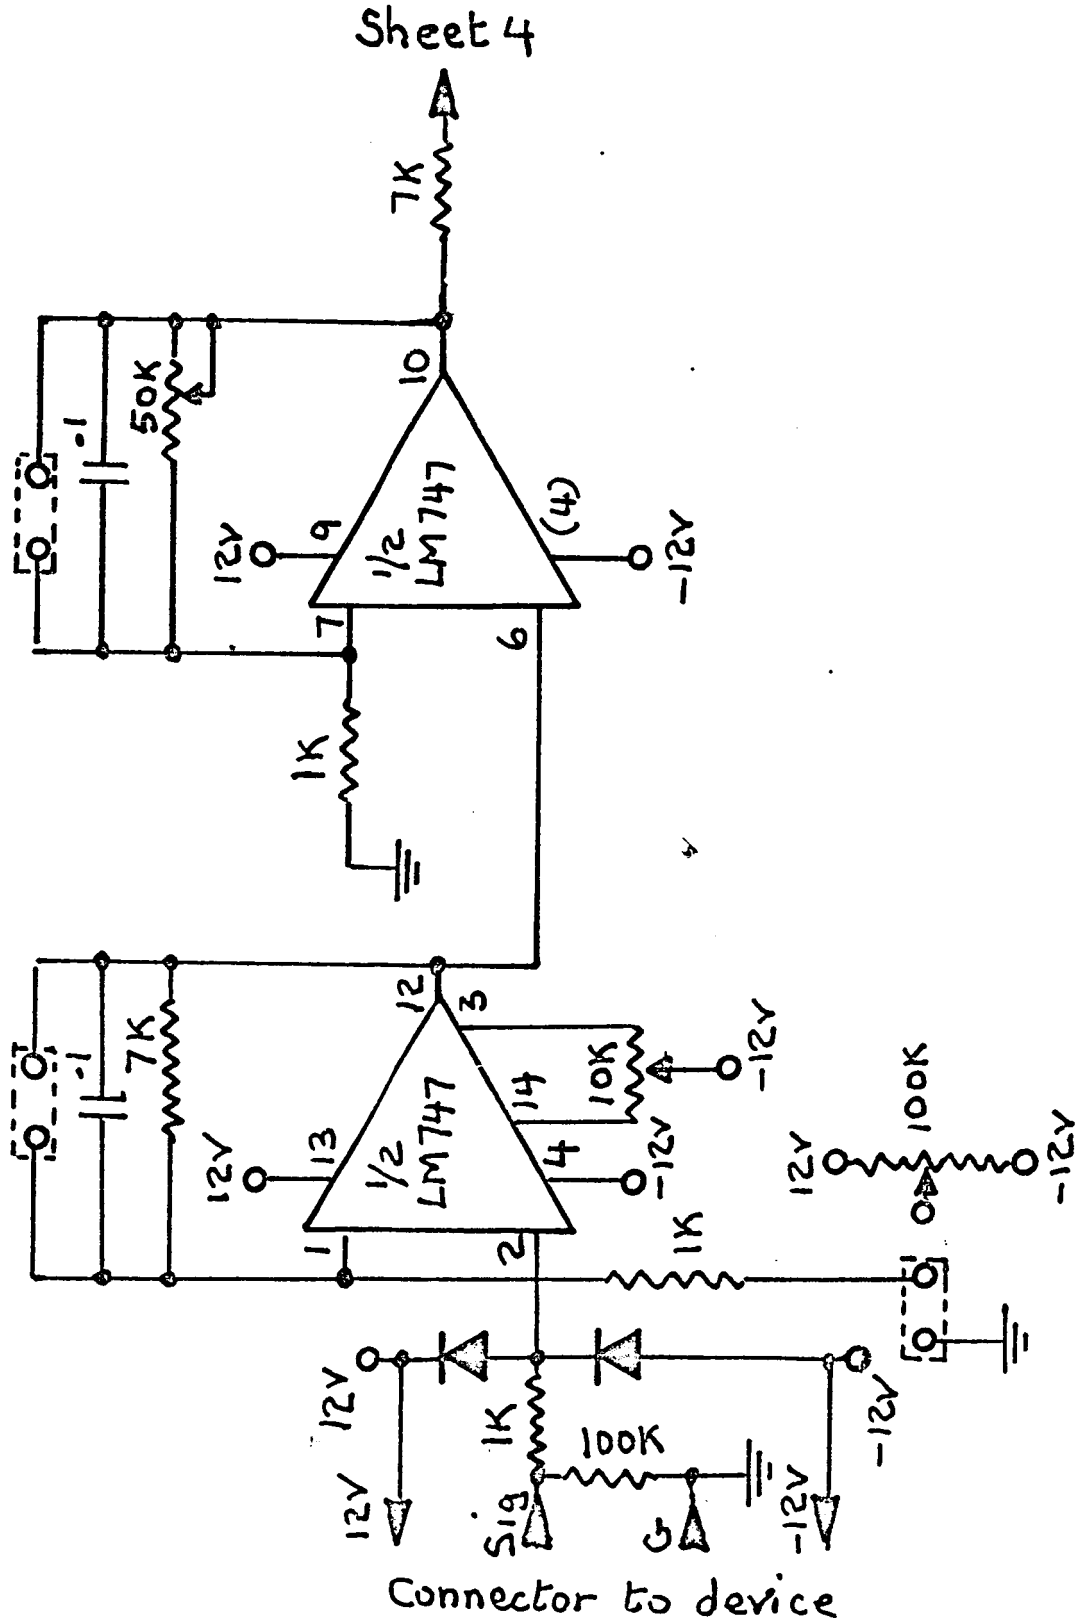 Sheet 4
7K
10
50K
.1
12V
9
1/2
LM747
(4)
-12V
7
6
1K
12
3
7K
.1
12V
13
1/2
LM747
14
10K
-12V
4
-12V
1
2
1K
12V
100K
-12V
12V
12V
1K
100K
Sig
G
-12V
-12V
Connector to device